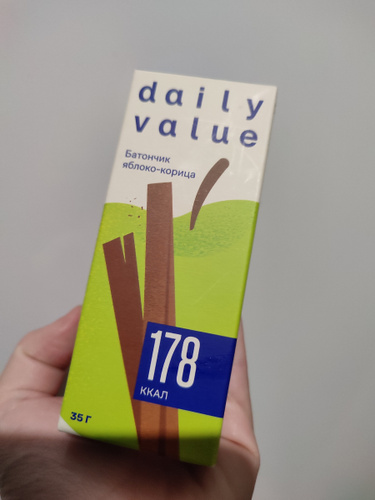 daily
value
Батончик
яблоко-корица
178
ККАЛ
35 Г